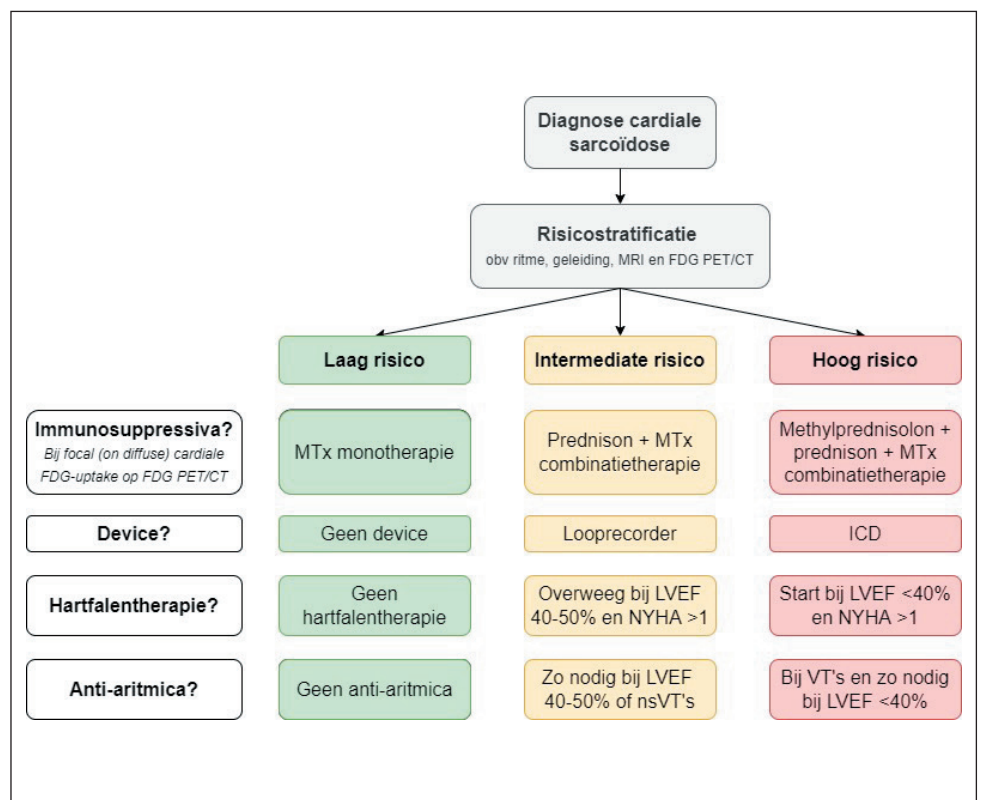 Diagnose cardiale
sarcoïdose
Risicostratificatie
obv ritme, geleiding, MRI en FDG PET/CT
Laag risico
Intermediate risico
Hoog risico
Immunosuppressiva?
Bij focal (on diffuse) cardiale
FDG-uptake op FDG PET/CT
MTx monotherapie
Prednison + MTx
combinatietherapie
Methylprednisolon +
prednison + MTx
combinatietherapie
Device?
Geen device
Looprecorder
ICD
Hartfalentherapie?
Geen
hartfalentherapie
Overweeg bij LVEF
40-50% en NYHA >1
Start bij LVEF <40%
en NYHA >1
Anti-aritmica?
Geen anti-aritmica
Zo nodig bij LVEF
40-50% of nsVT's
Bij VT's en zo nodig
bij LVEF <40%